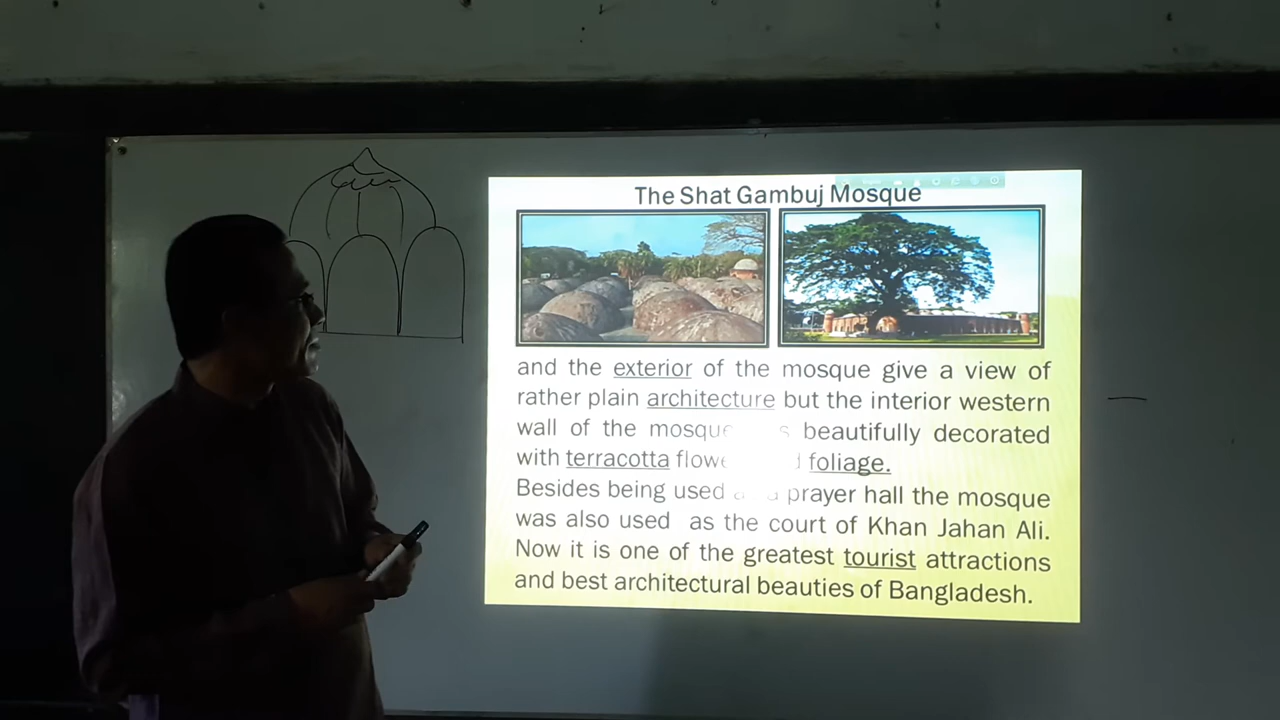 The Shat Gambuj Mosque
and the exterior of the mosque give a view of
rather plain architecture but the interior western
wall of the mosque beautifully decorated
with terracotta foliage.
Besides being used prayer hall the mosque
was also used as the court of Khan Jahan Ali.
Now it is one of the greatest tourist attractions
and best architectural beauties of Bangladesh.